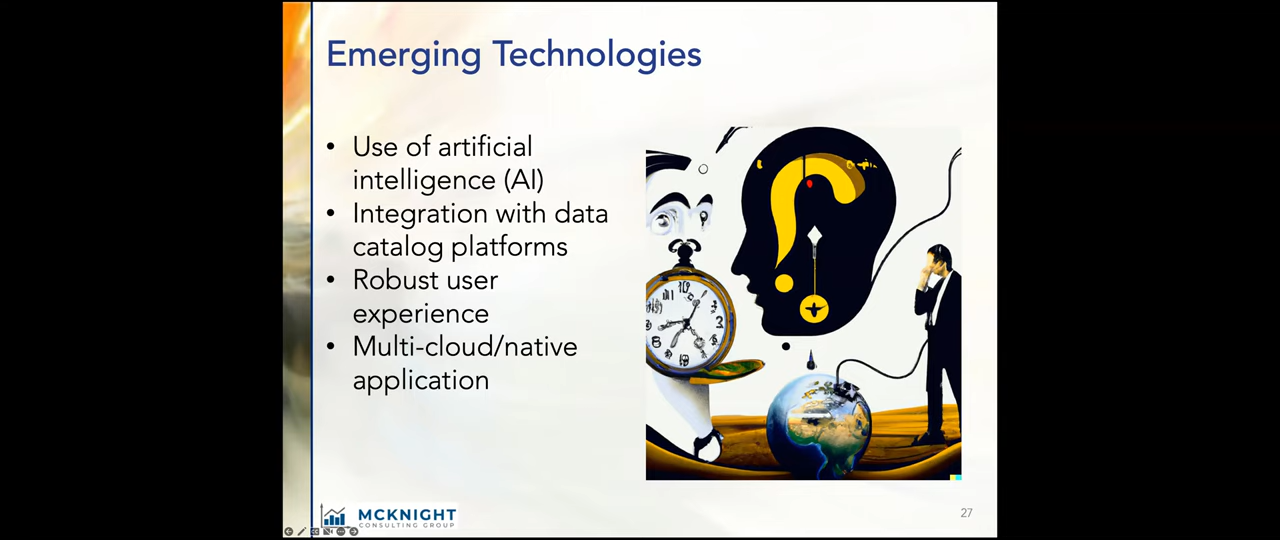 Emerging Technologies
• Use of artificial
intelligence (AI)
• Integration with data
catalog platforms
• Robust user
experience
• Multi-cloud/native
application
MCKNIGHT
CONSULTING GROUP
27